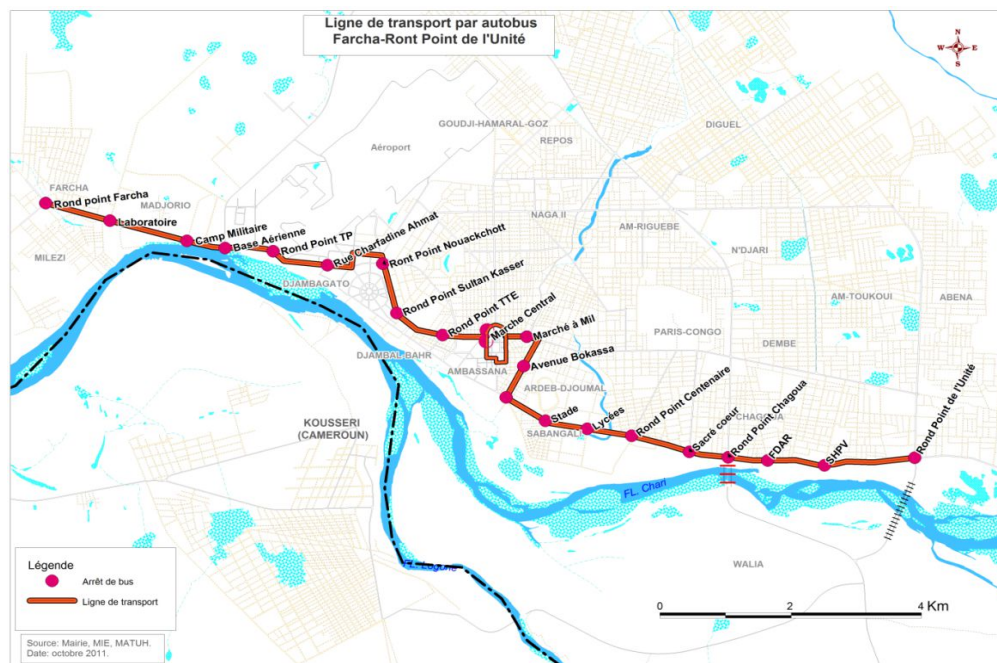 Ligne de transport par autobus
Farcha-Ront Point de l'Unité
N
W E
S
DIGUEL
GOUDJI-HAMARAL-GOZ
REPOS
Aéroport
FARCHA
Rond point Farcha
MADJORIO
Laboratoire
Camp Militaire
Base Aérienne
Rond Point TP
Rue Charfadine Ahmat
Ront Point Nouackchott
NAGA II
AM-RIGUEBE
N'DJARI
MILEZI
DJAMBAGATO
Rond Point Sultan Kasser
AM-TOUKOUI
ABENA
Rond Point TTE
Marche Central
Marché à Mil
PARIS-CONGO
DEMBE
DJAMBAL-BAHR
AMBASSANA
Avenue Bokassa
ARDEB-DJOUMAL
KOUSSERI
(CAMEROUN)
Stade
SABANGALI
Lycées
Rond Point Centenaire
Sacré coeur
Rond Point Chagoua
CHAGOUA
FDAR
SHPV
Rond Point de l'Unité
FL. Chari
FL. Logone
WALIA
Légende
Arrêt de bus
Ligne de transport
0 2 4 Km
Source: Mairie, MIE, MATUH.
Date: octobre 2011.